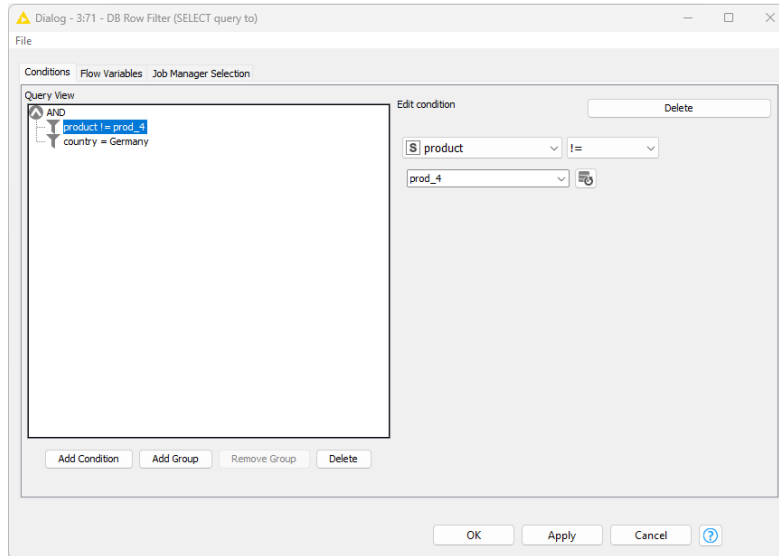 Dialog - 3:71 - DB Row Filter (SELECT query to)
File
Conditions Flow Variables Job Manager Selection
Query View
AND
product != prod_4
country = Germany
Edit condition
Delete
S product
!=
prod_4
Add Condition
Add Group
Remove Group
Delete
OK
Apply
Cancel
?